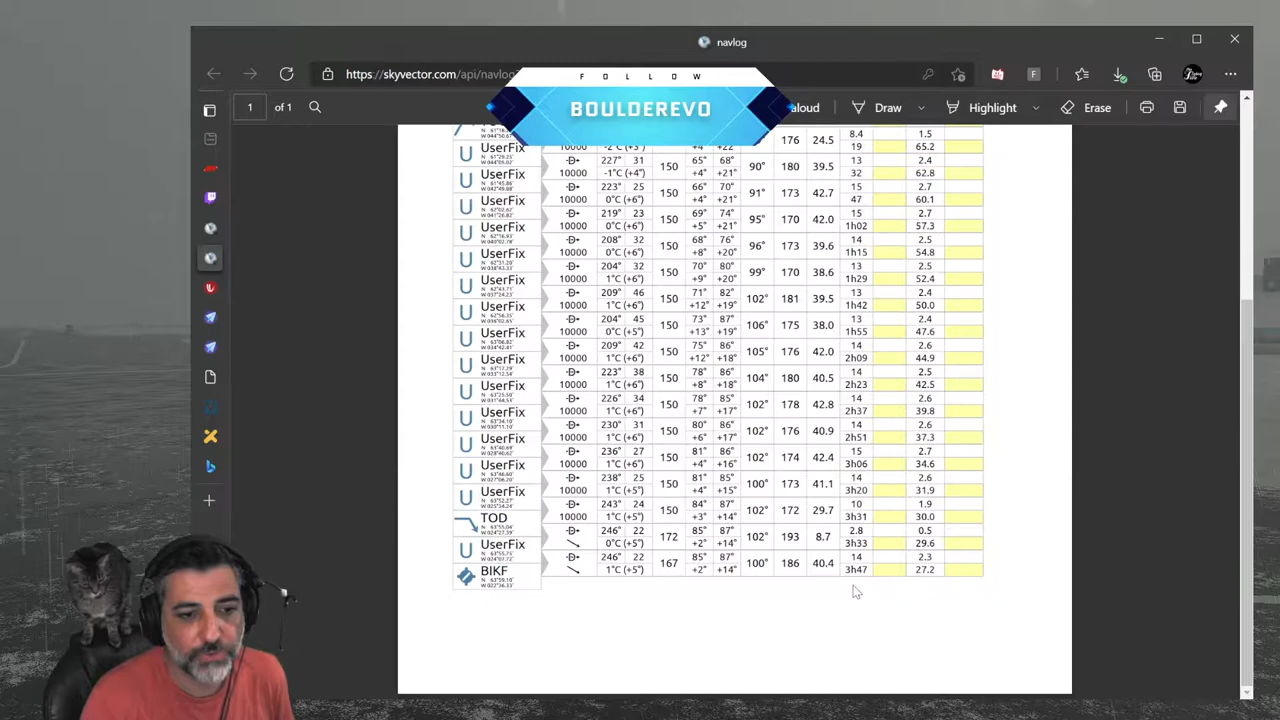 navlog
https://skyvector.com/api/navlog
FOLLOW
BOULDEREVO
1 of 1
aloud
Draw
Highlight
Erase
176 24.5 8.4 1.5
10000 19 65.2
UserFix 227° 31 150 65° 68° 90° 180 39.5 13 2.4
10000 -1°C (+4°) +4° +21° 32 62.8
UserFix 223° 25 150 66° 70° 91° 173 42.7 15 2.7
10000 0°C (+6°) +4° +21° 47 60.1
UserFix 219° 23 150 69° 74° 95° 170 42.0 15 2.7
10000 0°C (+6°) +5° +21° 1h02 57.3
UserFix 208° 32 150 68° 76° 96° 173 39.6 14 2.5
10000 0°C (+6°) +8° +20° 1h15 54.8
UserFix 204° 32 150 70° 80° 99° 170 38.6 13 2.5
10000 1°C (+6°) +9° +20° 1h29 52.4
UserFix 209° 46 150 71° 82° 102° 181 39.5 13 2.4
10000 1°C (+6°) +12° +19° 1h42 50.0
UserFix 204° 45 150 73° 87° 106° 175 38.0 13 2.4
10000 0°C (+5°) +13° +19° 1h55 47.6
UserFix 209° 42 150 75° 86° 105° 176 42.0 14 2.6
10000 1°C (+6°) +12° +18° 2h09 44.9
UserFix 223° 38 150 78° 86° 104° 180 40.5 14 2.5
10000 1°C (+6°) +8° +18° 2h23 42.5
UserFix 226° 34 150 78° 85° 102° 178 42.8 14 2.6
10000 1°C (+6°) +7° +17° 2h37 39.8
UserFix 230° 31 150 80° 86° 102° 176 40.9 14 2.6
10000 1°C (+6°) +6° +17° 2h51 37.3
UserFix 236° 27 150 81° 86° 102° 174 42.4 15 2.7
10000 1°C (+6°) +4° +16° 3h06 34.6
UserFix 238° 25 150 81° 85° 100° 173 41.1 14 2.6
10000 1°C (+5°) +4° +15° 3h20 31.9
UserFix 243° 24 150 84° 87° 102° 172 29.7 10 1.9
10000 1°C (+5°) +3° +14° 3h31 30.0
TOD 246° 22 172 85° 87° 102° 193 8.7 2.8 0.5
0°C (+5°) +2° +14° 3h33 29.6
UserFix 246° 22 167 85° 87° 100° 186 40.4 14 2.3
1°C (+5°) +2° +14° 3h47 27.2
BIKF